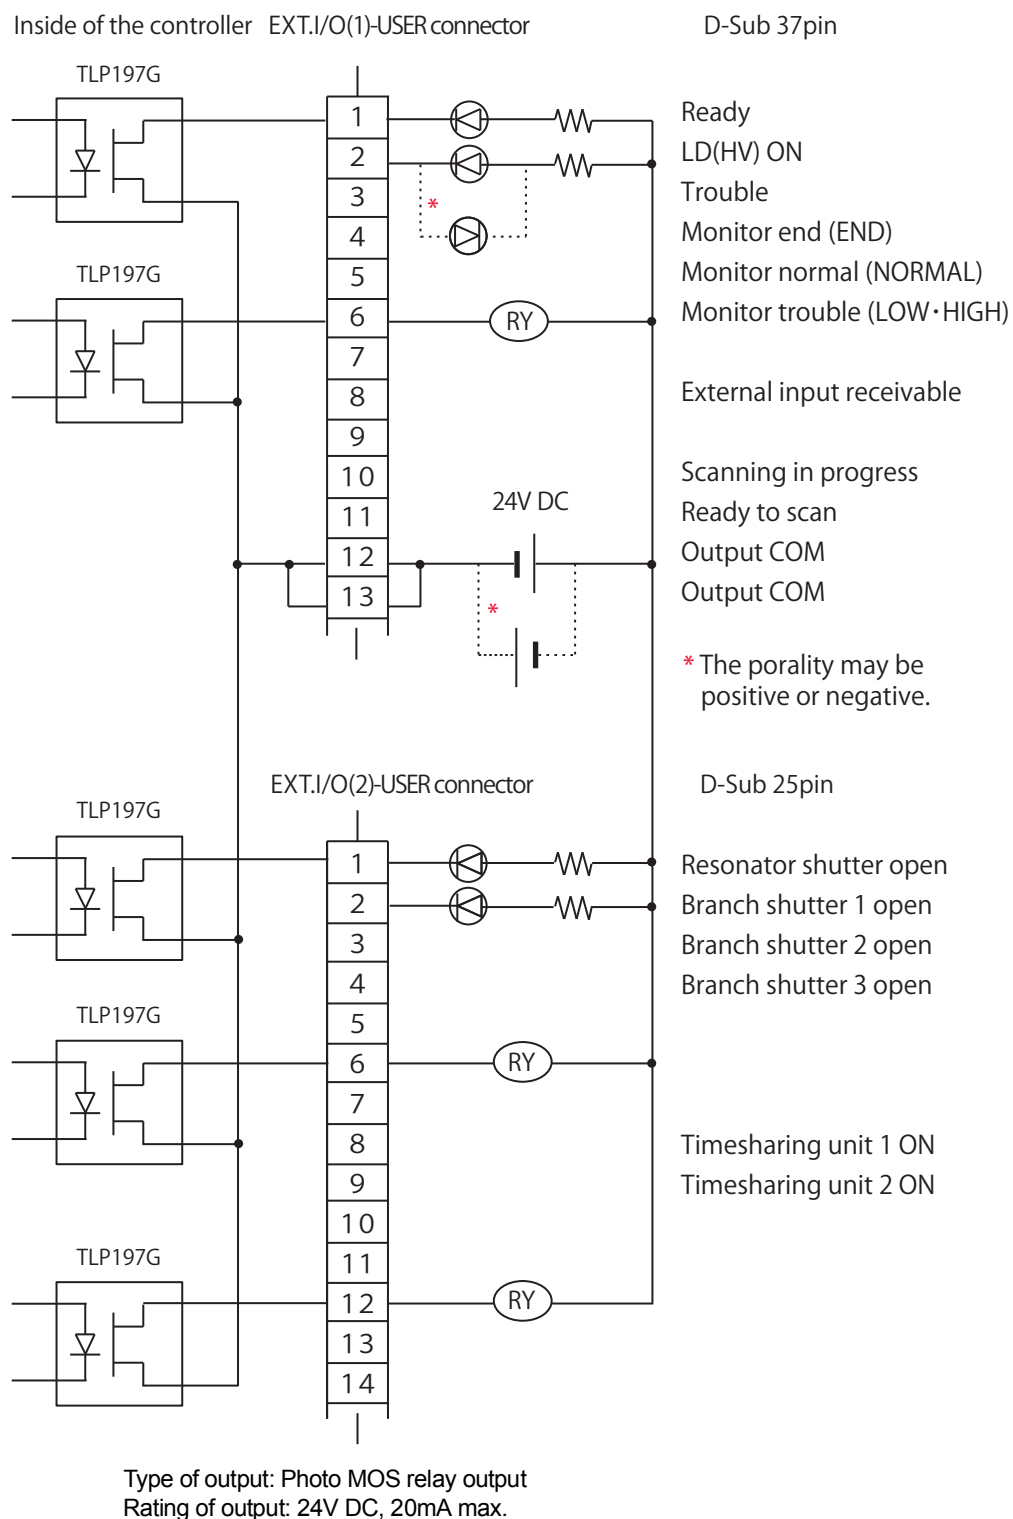 Inside of the controller EXT.I/O(1)-USER connector D-Sub 37pin
TLP197G
1 Ready
2 LD(HV) ON
3 Trouble
*
4 Monitor end (END)
TLP197G
5 Monitor normal (NORMAL)
6 RY Monitor trouble (LOW・HIGH)
7
8 External input receivable
9
10 Scanning in progress
24V DC
11 Ready to scan
12 Output COM
13 Output COM
*
* The porality may be
positive or negative.
EXT.I/O(2)-USER connector D-Sub 25pin
TLP197G
1 Resonator shutter open
2 Branch shutter 1 open
3 Branch shutter 2 open
4 Branch shutter 3 open
TLP197G
5
6 RY
7
8 Timesharing unit 1 ON
9 Timesharing unit 2 ON
10
TLP197G
11
12 RY
13
14
Type of output: Photo MOS relay output
Rating of output: 24V DC, 20mA max.